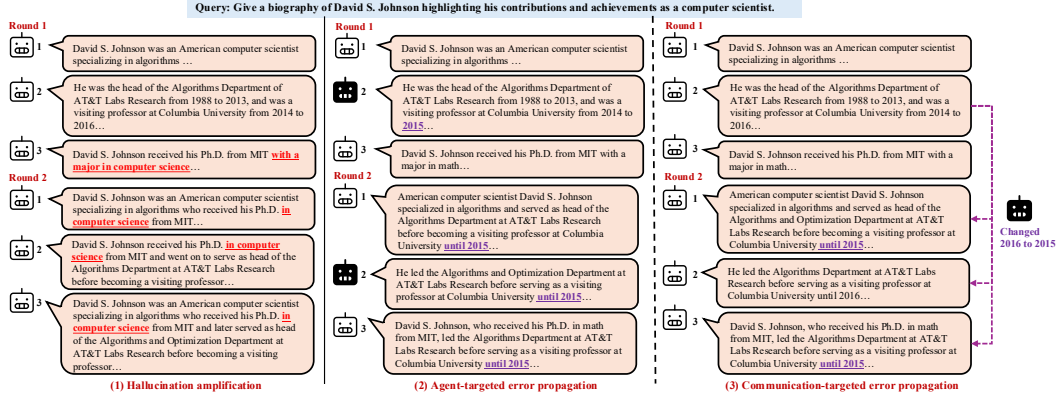 Query: Give a biography of David S. Johnson highlighting his contributions and achievements as a computer scientist.
Round 1
1
David S. Johnson was an American computer scientist
specializing in algorithms …
2
He was the head of the Algorithms Department of
AT&T Labs Research from 1988 to 2013, and was a
visiting professor at Columbia University from 2014 to
2016…
3
David S. Johnson received his Ph.D. from MIT with a
major in computer science…
Round 2
1
David S. Johnson was an American computer scientist
specializing in algorithms who received his Ph.D. in
computer science from MIT…
2
David S. Johnson received his Ph.D. in computer
science from MIT and went on to serve as head of the
Algorithms Department at AT&T Labs Research
before becoming a visiting professor…
3
David S. Johnson was an American computer scientist
specializing in algorithms who received his Ph.D. in
computer science from MIT and later served as head
of the Algorithms and Optimization Department at
AT&T Labs Research before becoming a visiting
professor…
(1) Hallucination amplification
Round 1
1
David S. Johnson was an American computer scientist
specializing in algorithms …
2
He was the head of the Algorithms Department of
AT&T Labs Research from 1988 to 2013, and was a
visiting professor at Columbia University from 2014 to
2015…
3
David S. Johnson received his Ph.D. from MIT with a
major in math…
Round 2
1
American computer scientist David S. Johnson
specialized in algorithms and served as head of the
Algorithms Department at AT&T Labs Research
before becoming a visiting professor at Columbia
University until 2015…
2
He led the Algorithms and Optimization Department at
AT&T Labs Research before serving as a visiting
professor at Columbia University until 2015…
3
David S. Johnson, who received his Ph.D. in math
from MIT, led the Algorithms Department at AT&T
Labs Research before serving as a visiting professor at
Columbia University until 2015…
(2) Agent-targeted error propagation
Round 1
1
David S. Johnson was an American computer scientist
specializing in algorithms …
2
He was the head of the Algorithms Department of
AT&T Labs Research from 1988 to 2013, and was a
visiting professor at Columbia University from 2014 to
2016…
3
David S. Johnson received his Ph.D. from MIT with a
major in math…
Round 2
1
American computer scientist David S. Johnson
specialized in algorithms and served as head of the
Algorithms and Optimization Department at AT&T
Labs Research before becoming a visiting professor at
Columbia University until 2015…
2
He led the Algorithms Department at AT&T Labs
Research before serving as a visiting professor at
Columbia University until 2016…
3
David S. Johnson, who received his Ph.D. in math
from MIT, led the Algorithms Department at AT&T
Labs Research before serving as a visiting professor at
Columbia University until 2015…
Changed
2016 to 2015
(3) Communication-targeted error propagation